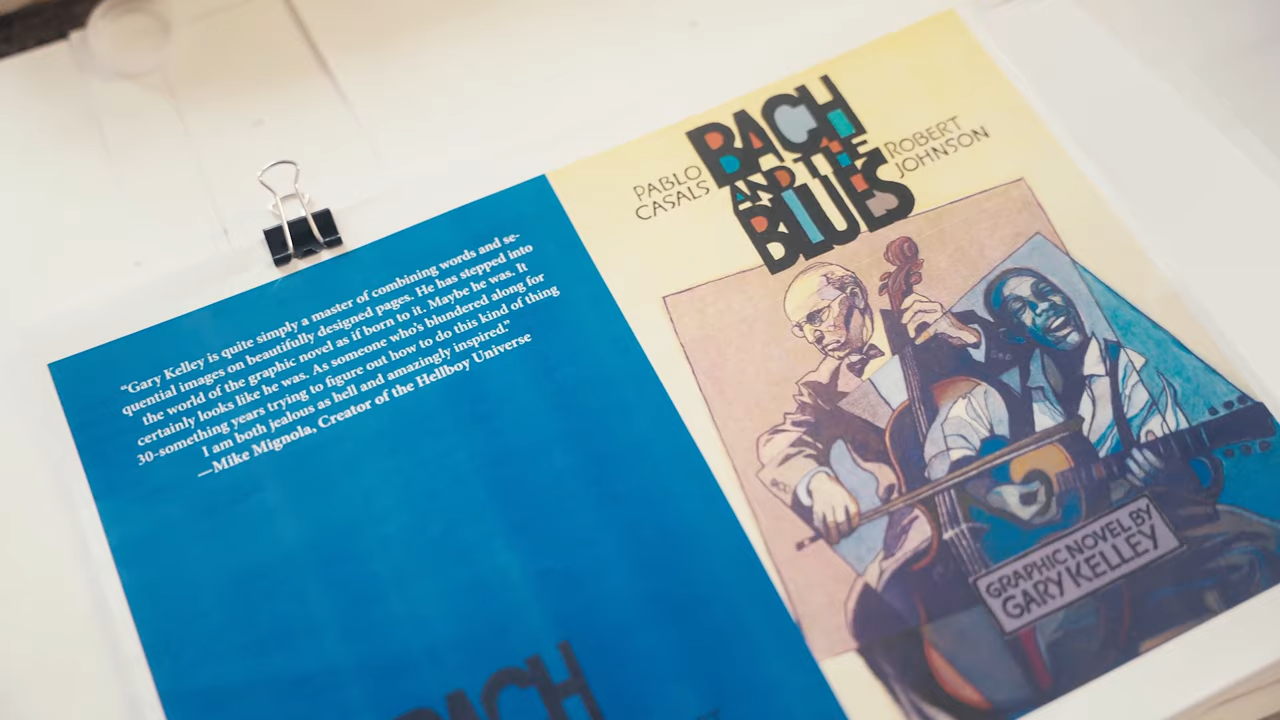 “Gary Kelley is quite simply a master of combining words and se-
quential images on beautifully designed pages. He has stepped into
the world of the graphic novel as if born to it. Maybe he was. It
certainly looks like he was. As someone who’s blundered along for
30-something years trying to figure out how to do this kind of thing
I am both jealous as hell and amazingly inspired.”
—Mike Mignola, Creator of the Hellboy Universe
BACH
PABLO
CASALS
BACH
AND THE
BLUES
ROBERT
JOHNSON
GRAPHIC NOVEL BY
GARY KELLEY